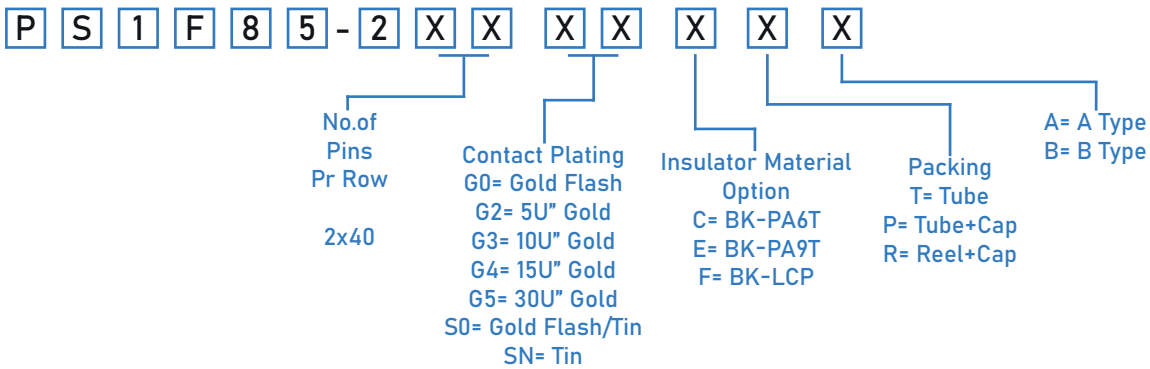 P S 1 F 8 5 - 2 X X X X X X X
No.of
Pins
Pr Row
2x40
Contact Plating
G0= Gold Flash
G2= 5U” Gold
G3= 10U” Gold
G4= 15U” Gold
G5= 30U” Gold
S0= Gold Flash/Tin
SN= Tin
Insulator Material
Option
C= BK-PA6T
E= BK-PA9T
F= BK-LCP
Packing
T= Tube
P= Tube+Cap
R= Reel+Cap
A= A Type
B= B Type